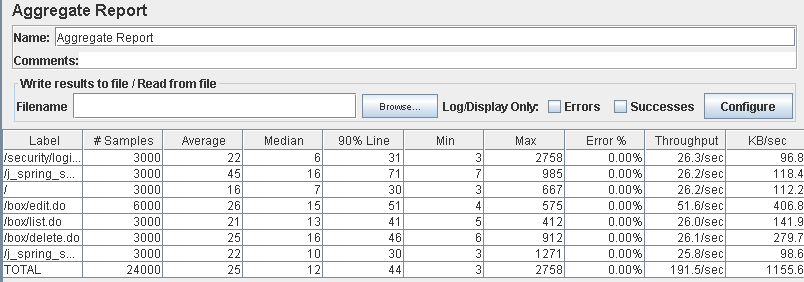 Aggregate Report
Name: Aggregate Report
Comments:
Write results to file / Read from file
Filename Browse... Log/Display Only: Errors Successes Configure
Label # Samples Average Median 90% Line Min Max Error % Throughput KB/sec
/security/logi... 3000 22 6 31 3 2758 0.00% 26.3/sec 96.8
/j_spring_s... 3000 45 16 71 7 985 0.00% 26.2/sec 118.4
/ 3000 16 7 30 3 667 0.00% 26.2/sec 112.2
/box/edit.do 6000 26 15 51 4 575 0.00% 51.6/sec 406.8
/box/list.do 3000 21 13 41 5 412 0.00% 26.0/sec 141.9
/box/delete.do 3000 25 16 46 6 912 0.00% 26.1/sec 279.7
/j_spring_s... 3000 22 10 30 3 1271 0.00% 25.8/sec 98.6
TOTAL 24000 25 12 44 3 2758 0.00% 191.5/sec 1155.6